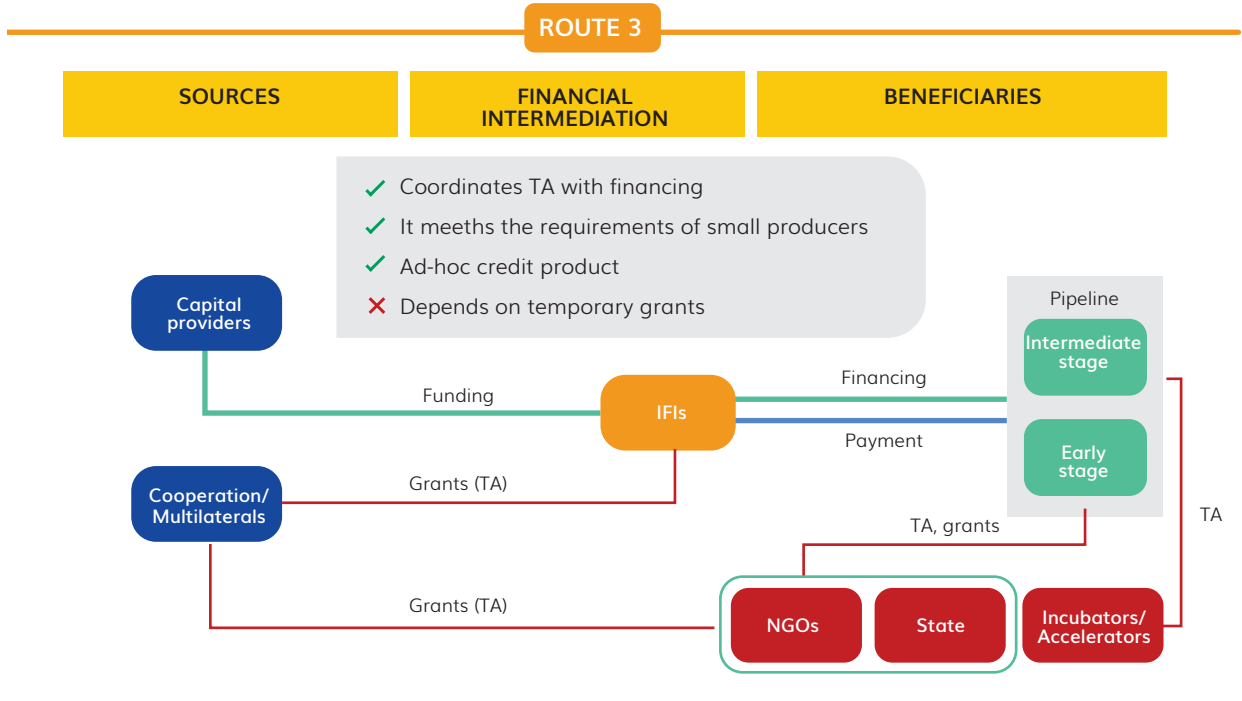 ROUTE 3
SOURCES
FINANCIAL
INTERMEDIATION
BENEFICIARIES
Coordinates TA with financing
It meeths the requirements of small producers
Ad-hoc credit product
Depends on temporary grants
Capital
providers
Pipeline
Intermediate
stage
Financing
Funding
IFIs
Payment
Early
stage
Cooperation/
Multilaterals
Grants (TA)
TA
TA, grants
Grants (TA)
NGOs
State
Incubators/
Accelerators